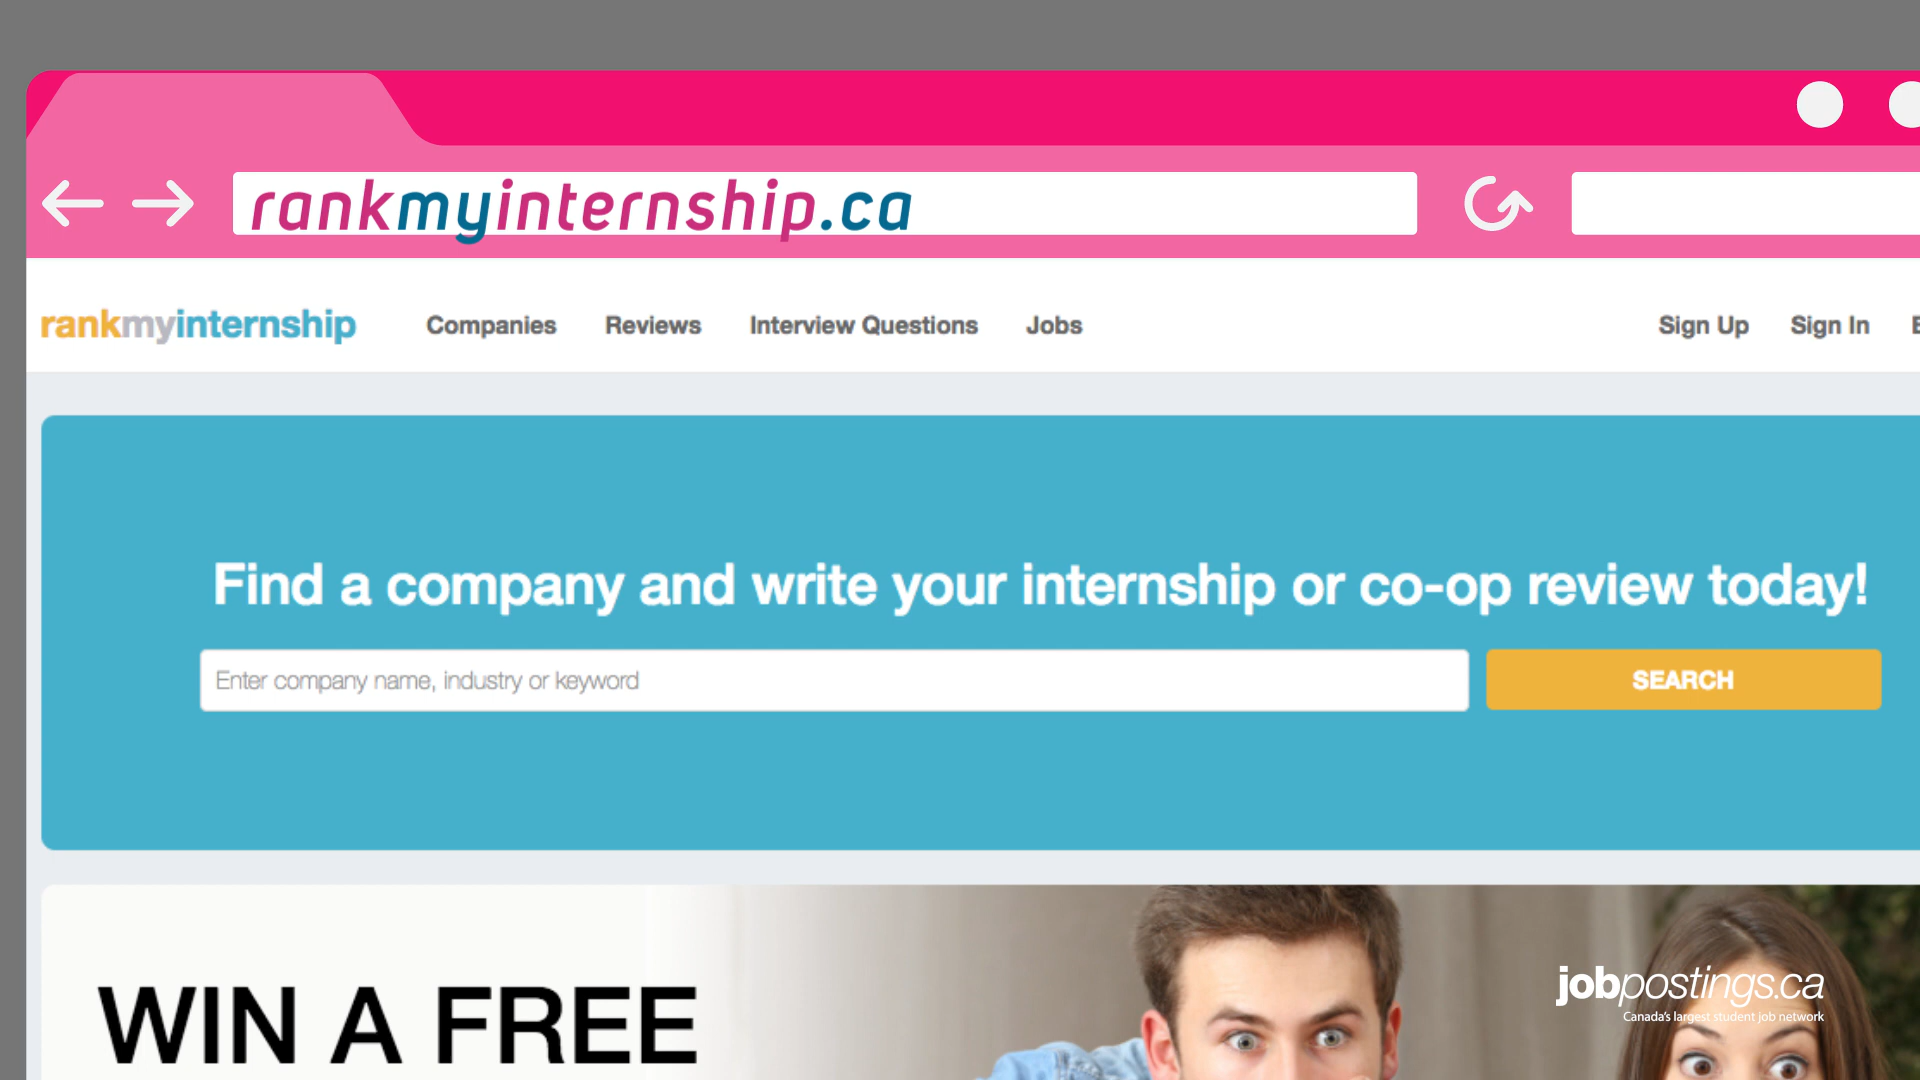 rankmyinternship.ca
rankmyinternship Companies Reviews Interview Questions Jobs Sign Up Sign In
Find a company and write your internship or co-op review today!
Enter company name, industry or keyword SEARCH
WIN A FREE
jobpostings.ca
Canada's largest student job network